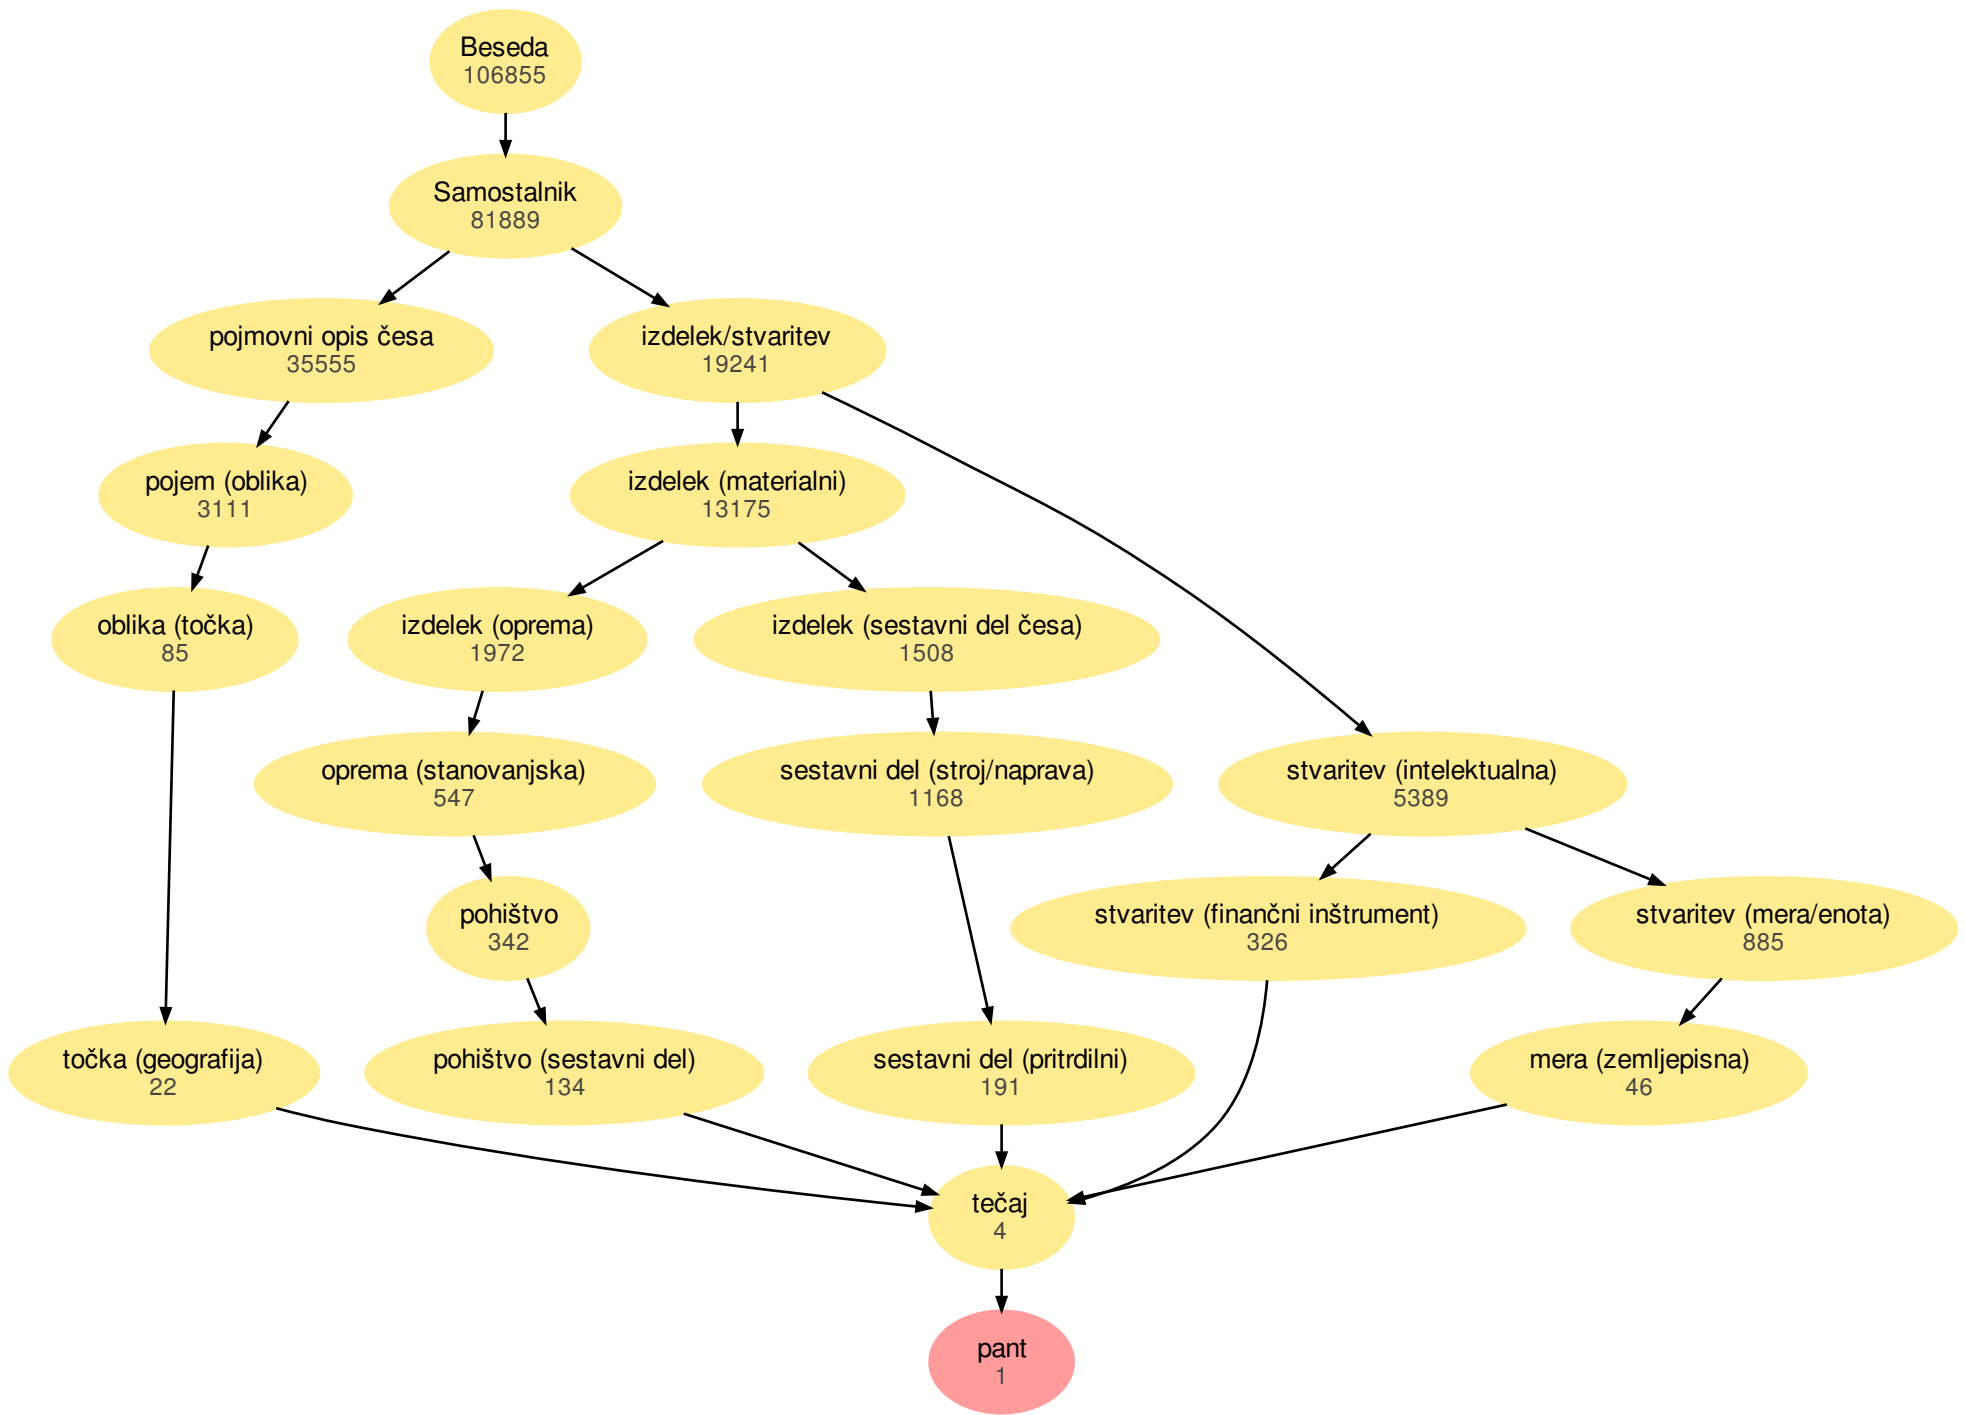 Beseda
106855
Samostalnik
81889
pojmovni opis česa
35555
izdelek/stvaritev
19241
pojem (oblika)
3111
izdelek (materialni)
13175
oblika (točka)
85
izdelek (oprema)
1972
izdelek (sestavni del česa)
1508
oprema (stanovanjska)
547
sestavni del (stroj/naprava)
1168
stvaritev (intelektualna)
5389
pohištvo
342
stvaritev (finančni inštrument)
326
stvaritev (mera/enota)
885
točka (geografija)
22
pohištvo (sestavni del)
134
sestavni del (pritrdilni)
191
mera (zemljepisna)
46
tečaj
4
pant
1